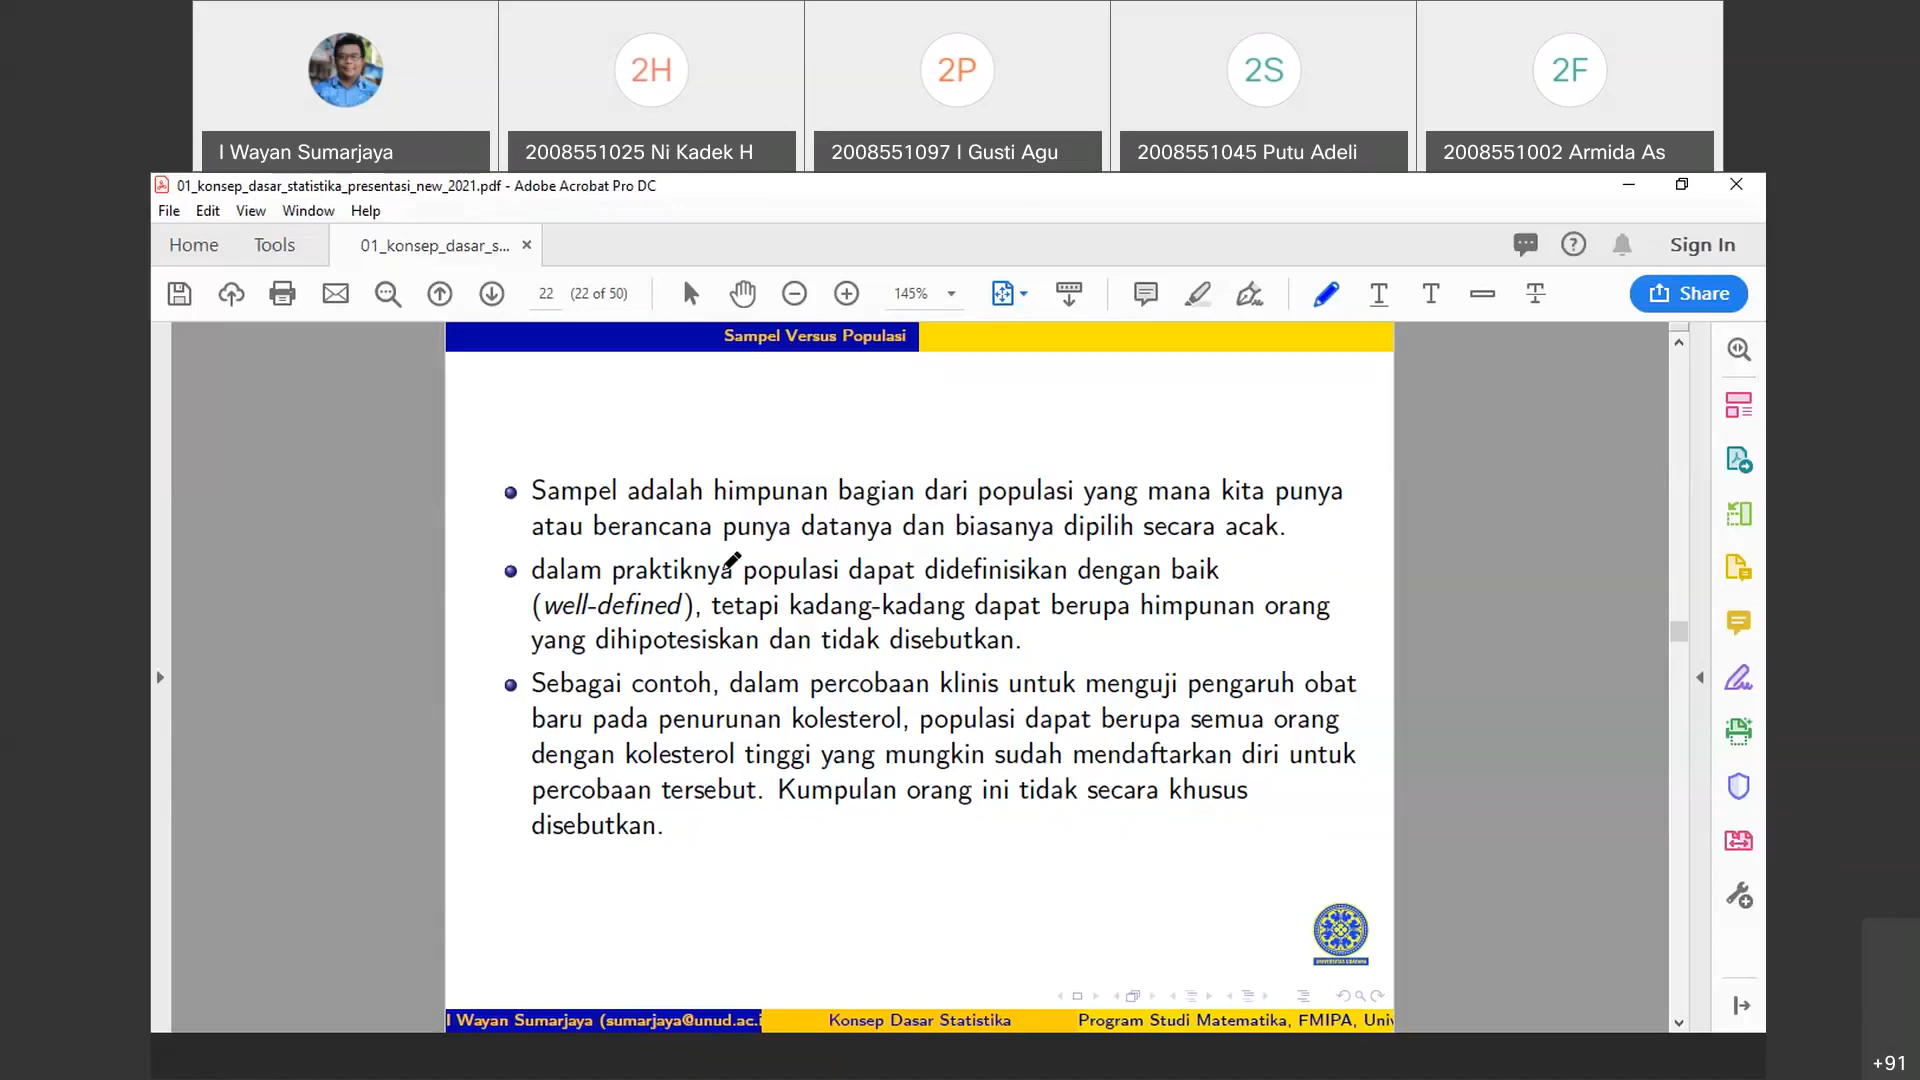 2H
2P
2S
2F
I Wayan Sumarjaya
2008551025 Ni Kadek H
2008551097 I Gusti Agu
2008551045 Putu Adeli
2008551002 Armida As
01_konsep_dasar_statistika_presentasi_new_2021.pdf - Adobe Acrobat Pro DC
File Edit View Window Help
Home Tools 01_konsep_dasar_s... Sign In
22 (22 of 50) 145% Share
Sampel Versus Populasi
Sampel adalah himpunan bagian dari populasi yang mana kita punya
atau berancana punya datanya dan biasanya dipilih secara acak.
dalam praktiknya populasi dapat didefinisikan dengan baik
(well-defined), tetapi kadang-kadang dapat berupa himpunan orang
yang dihipotesiskan dan tidak disebutkan.
Sebagai contoh, dalam percobaan klinis untuk menguji pengaruh obat
baru pada penurunan kolesterol, populasi dapat berupa semua orang
dengan kolesterol tinggi yang mungkin sudah mendaftarkan diri untuk
percobaan tersebut. Kumpulan orang ini tidak secara khusus
disebutkan.
UNIVERSITAS UDAYANA
I Wayan Sumarjaya (sumarjaya@unud.ac.i Konsep Dasar Statistika Program Studi Matematika, FMIPA, Univ
+91